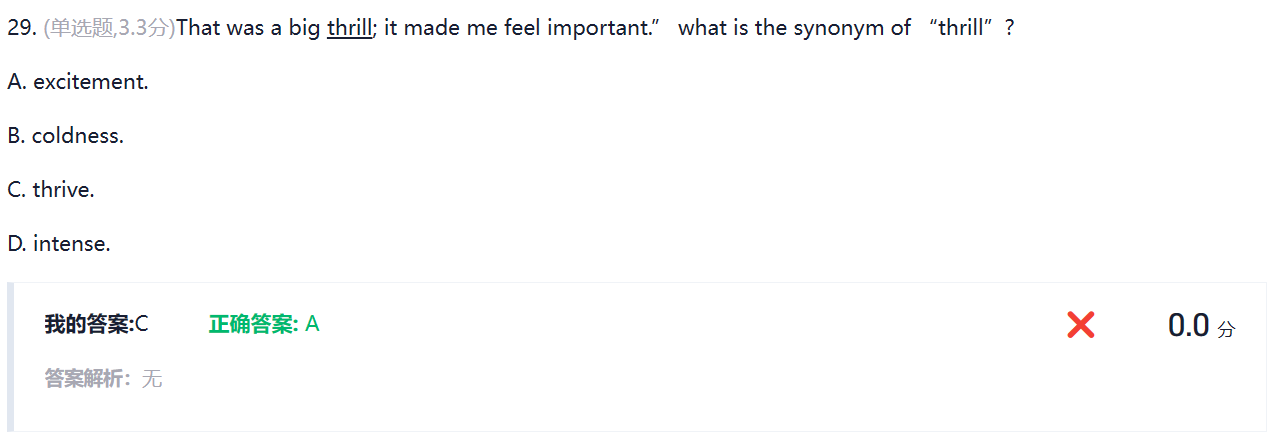 29. (单选题,3.3分)That was a big thrill; it made me feel important.” what is the synonym of “thrill”?
A. excitement.
B. coldness.
C. thrive.
D. intense.
我的答案:C 正确答案: A 0.0 分
答案解析：无